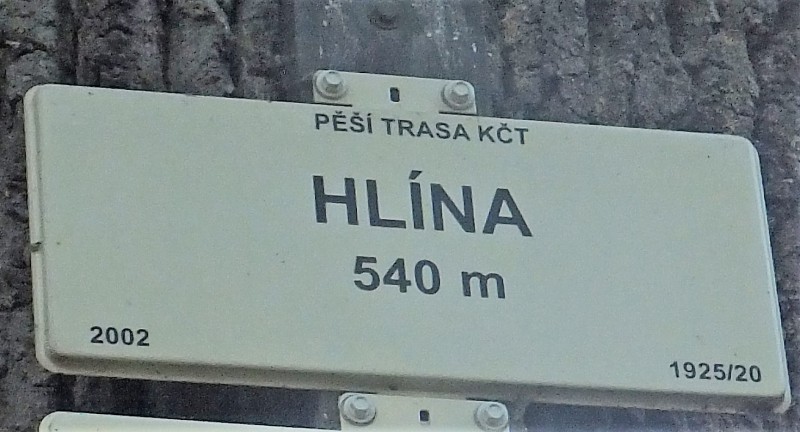 PĚŠÍ TRASA KČT
HLÍNA
540 m
2002
1925/20